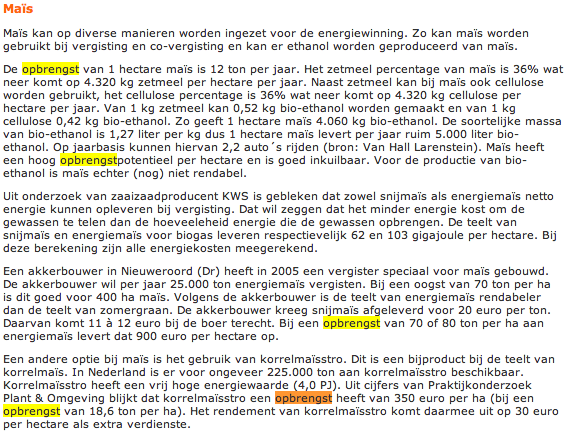 Maïs
Maïs kan op diverse manieren worden ingezet voor de energiewinning. Zo kan maïs worden
gebruikt bij vergisting en co-vergisting en kan er ethanol worden geproduceerd van maïs.
De opbrengst van 1 hectare maïs is 12 ton per jaar. Het zetmeel percentage van maïs is 36% wat
neer komt op 4.320 kg zetmeel per hectare per jaar. Naast zetmeel kan bij maïs ook cellulose
worden gebruikt, het cellulose percentage is 36% wat neer komt op 4.320 kg cellulose per
hectare per jaar. Van 1 kg zetmeel kan 0,52 kg bio-ethanol worden gemaakt en van 1 kg
cellulose 0,42 kg bio-ethanol. Zo geeft 1 hectare maïs 4.060 kg bio-ethanol. De soortelijke massa
van bio-ethanol is 1,27 liter per kg dus 1 hectare maïs levert per jaar ruim 5.000 liter bio-
ethanol. Op jaarbasis kunnen hiervan 2,2 auto´s rijden (bron: Van Hall Larenstein). Maïs heeft
een hoog opbrengstpotentieel per hectare en is goed inkuilbaar. Voor de productie van bio-
ethanol is maïs echter (nog) niet rendabel.
Uit onderzoek van zaaizaadproducent KWS is gebleken dat zowel snijmaïs als energiemaïs netto
energie kunnen opleveren bij vergisting. Dat wil zeggen dat het minder energie kost om de
gewassen te telen dan de hoeveeleheid energie die de gewassen opbrengen. De teelt van
snijmaïs en energiemaïs voor biogas leveren respectievelijk 62 en 103 gigajoule per hectare. Bij
deze berekening zijn alle energiekosten meegerekend.
Een akkerbouwer in Nieuweroord (Dr) heeft in 2005 een vergister speciaal voor maïs gebouwd.
De akkerbouwer wil per jaar 25.000 ton energiemaïs vergisten. Bij een oogst van 70 ton per ha
is dit goed voor 400 ha maïs. Volgens de akkerbouwer is de teelt van energiemaïs rendabeler
dan de teelt van zomergraan. De akkerbouwer kreeg snijmaïs afgeleverd voor 20 euro per ton.
Daarvan komt 11 à 12 euro bij de boer terecht. Bij een opbrengst van 70 of 80 ton per ha aan
energiemaïs levert dat 900 euro per hectare op.
Een andere optie bij maïs is het gebruik van korrelmaïsstro. Dit is een bijproduct bij de teelt van
korrelmaïs. In Nederland is er voor ongeveer 225.000 ton aan korrelmaïsstro beschikbaar.
Korrelmaïsstro heeft een vrij hoge energiewaarde (4,0 PJ). Uit cijfers van Praktijkonderzoek
Plant & Omgeving blijkt dat korrelmaïsstro een opbrengst heeft van 350 euro per ha (bij een
opbrengst van 18,6 ton per ha). Het rendement van korrelmaïsstro komt daarmee uit op 30 euro
per hectare als extra verdienste.